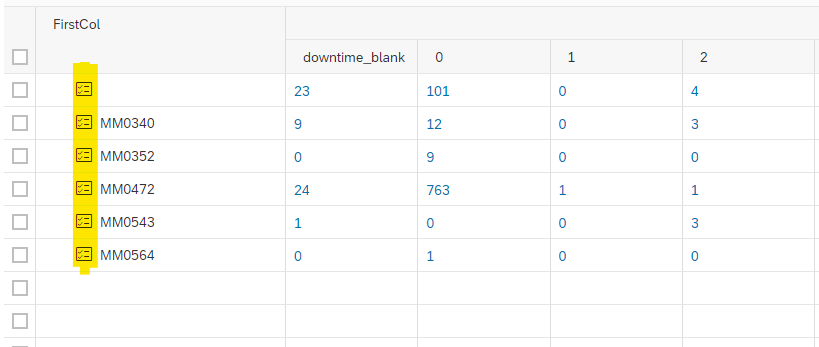 FirstCol
downtime_blank 0 1 2
23 101 0 4
MM0340 9 12 0 3
MM0352 0 9 0 0
MM0472 24 763 1 1
MM0543 1 0 0 3
MM0564 0 1 0 0